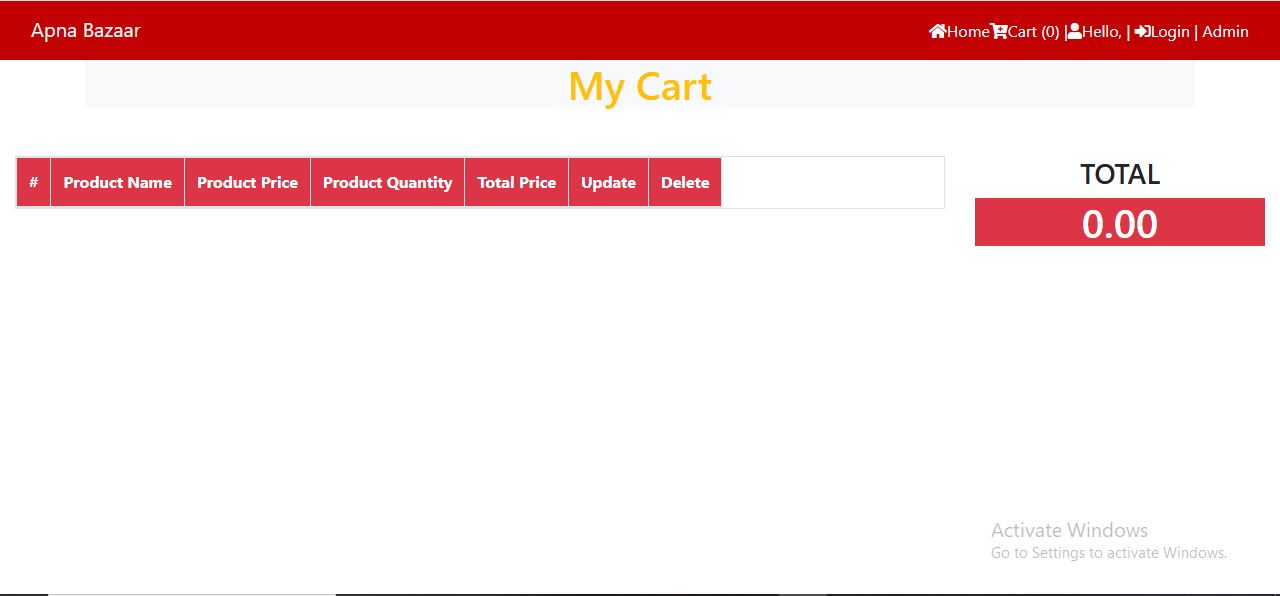 Apna Bazaar
Home Cart (0) | Hello, | Login | Admin
My Cart
# Product Name Product Price Product Quantity Total Price Update Delete
TOTAL
0.00
Activate Windows
Go to Settings to activate Windows.